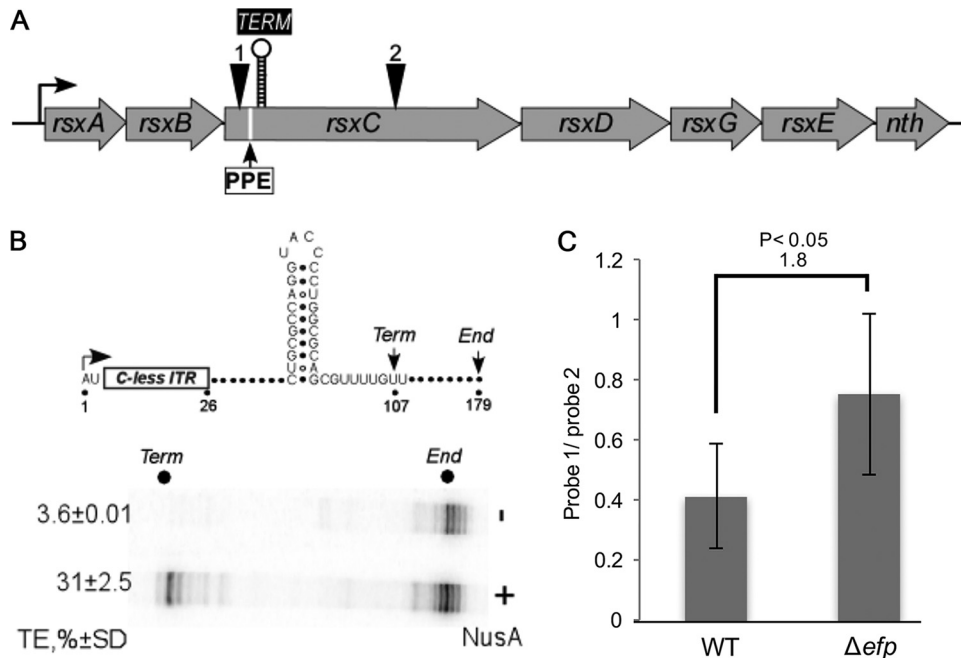 A
TERM
1
2
rsxA
rsxB
rsxC
rsxD
rsxG
rsxE
nth
PPE
B
A C
U C
G C
G U
A G
C G
C C
G G
C C
G A
U
AU
C-less ITR
C
GCGUUUUGUU
Term
End
1
26
107
179
Term
End
3.6±0.01
-
31±2.5
+
TE,%±SD
NusA
C
P< 0.05
1.8
1.2
1
0.8
0.6
0.4
0.2
0
Probe 1/ probe 2
WT
Δefp